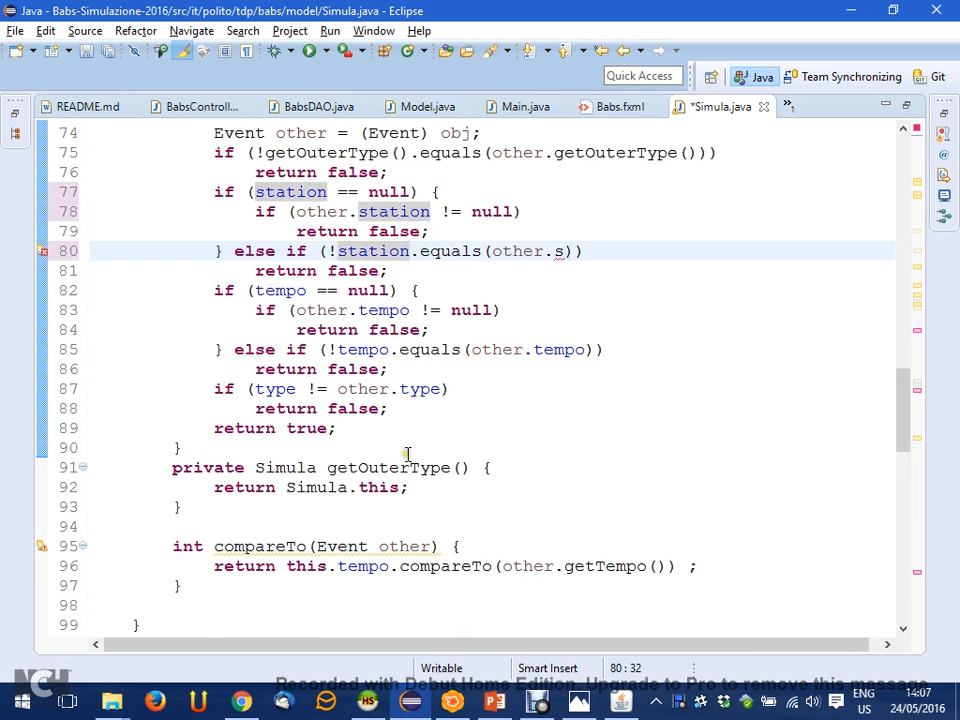 Java - Babs-Simulazione-2016/src/it/polito/tdp/babs/model/Simula.java - Eclipse
File Edit Source Refactor Navigate Search Project Run Window Help
Quick Access Java Team Synchronizing Git
README.md BabsControll... BabsDAO.java Model.java Main.java Babs.fxml *Simula.java »1
74 Event other = (Event) obj;
75 if (!getOuterType().equals(other.getOuterType()))
76 return false;
77 if (station == null) {
78 if (other.station != null)
79 return false;
80 } else if (!station.equals(other.s))
81 return false;
82 if (tempo == null) {
83 if (other.tempo != null)
84 return false;
85 } else if (!tempo.equals(other.tempo))
86 return false;
87 if (type != other.type)
88 return false;
89 return true;
90 }
91 private Simula getOuterType() {
92 return Simula.this;
93 }
94
95 int compareTo(Event other) {
96 return this.tempo.compareTo(other.getTempo()) ;
97 }
98
99 }
Writable Smart Insert 80 : 32
NCH Recorded with Debut Home Edition. Upgrade to Pro to remove this message
ENG 14:07
US 24/05/2016